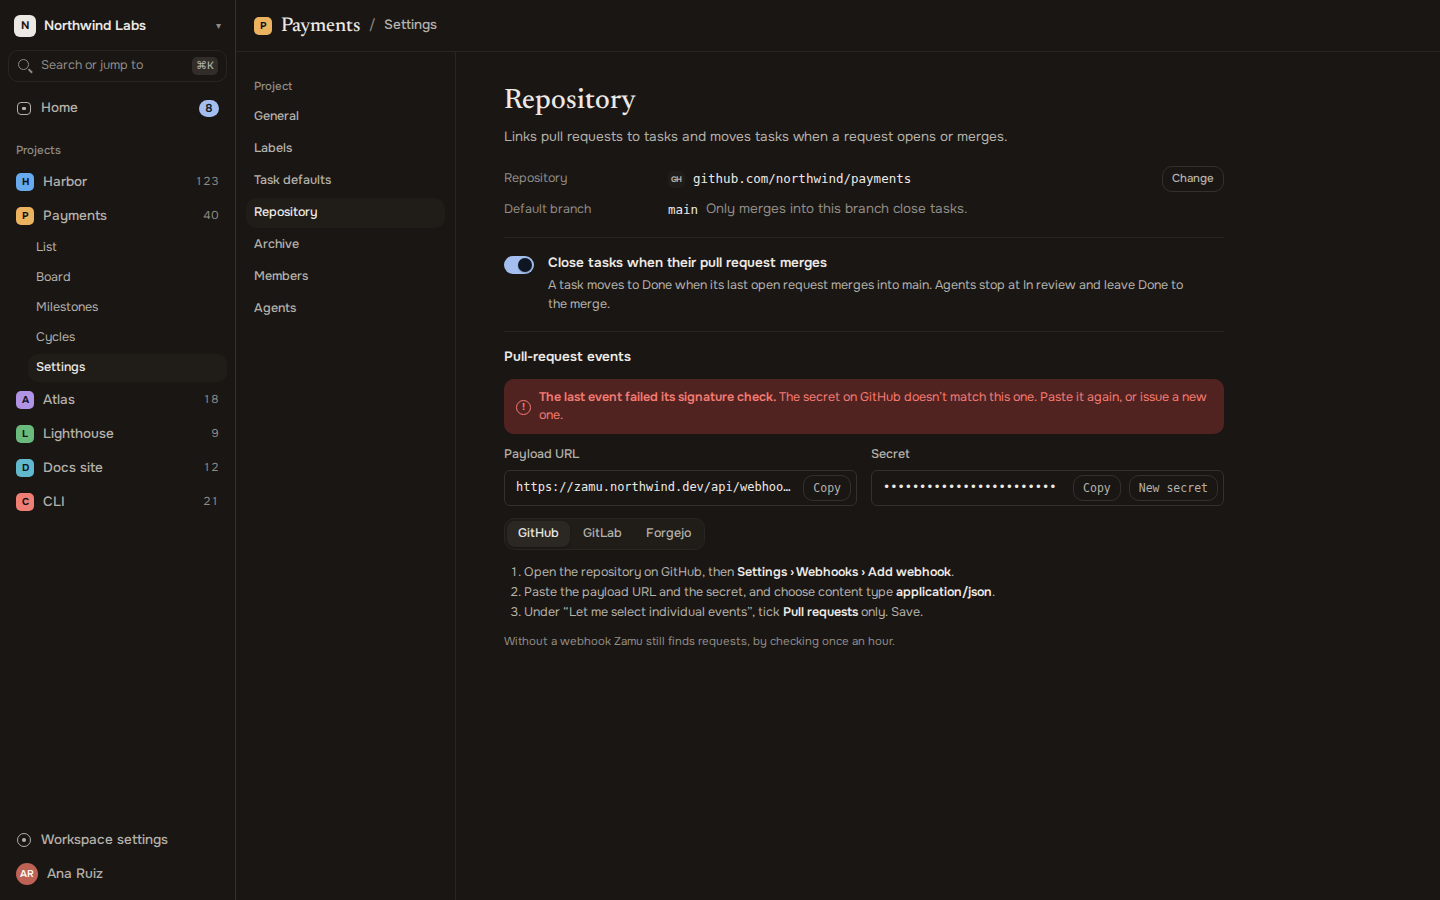 N Northwind Labs
Search or jump to ⌘K
Home 8
Projects
H Harbor 123
P Payments 40
List
Board
Milestones
Cycles
Settings
A Atlas 18
L Lighthouse 9
D Docs site 12
C CLI 21
Workspace settings
AR Ana Ruiz
P Payments / Settings
Project
General
Labels
Task defaults
Repository
Archive
Members
Agents
Repository
Links pull requests to tasks and moves tasks when a request opens or merges.
Repository GH github.com/northwind/payments Change
Default branch main Only merges into this branch close tasks.
Close tasks when their pull request merges
A task moves to Done when its last open request merges into main. Agents stop at In review and leave Done to
the merge.
Pull-request events
! The last event failed its signature check. The secret on GitHub doesn’t match this one. Paste it again, or issue a new
one.
Payload URL Secret
https://zamu.northwind.dev/api/webhoo… Copy •••••••••••••••••••••••• Copy New secret
GitHub GitLab Forgejo
1. Open the repository on GitHub, then Settings › Webhooks › Add webhook.
2. Paste the payload URL and the secret, and choose content type application/json.
3. Under “Let me select individual events”, tick Pull requests only. Save.
Without a webhook Zamu still finds requests, by checking once an hour.